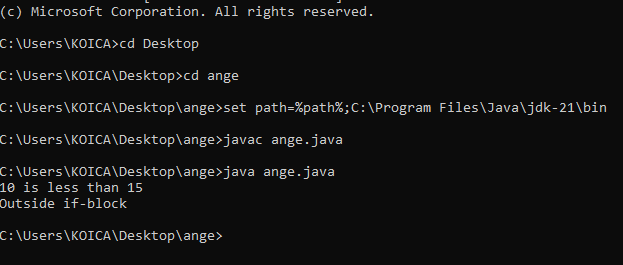 (c) Microsoft Corporation. All rights reserved.
C:\Users\KOICA>cd Desktop
C:\Users\KOICA\Desktop>cd ange
C:\Users\KOICA\Desktop\ange>set path=%path%;C:\Program Files\Java\jdk-21\bin
C:\Users\KOICA\Desktop\ange>javac ange.java
C:\Users\KOICA\Desktop\ange>java ange.java
10 is less than 15
Outside if-block
C:\Users\KOICA\Desktop\ange>